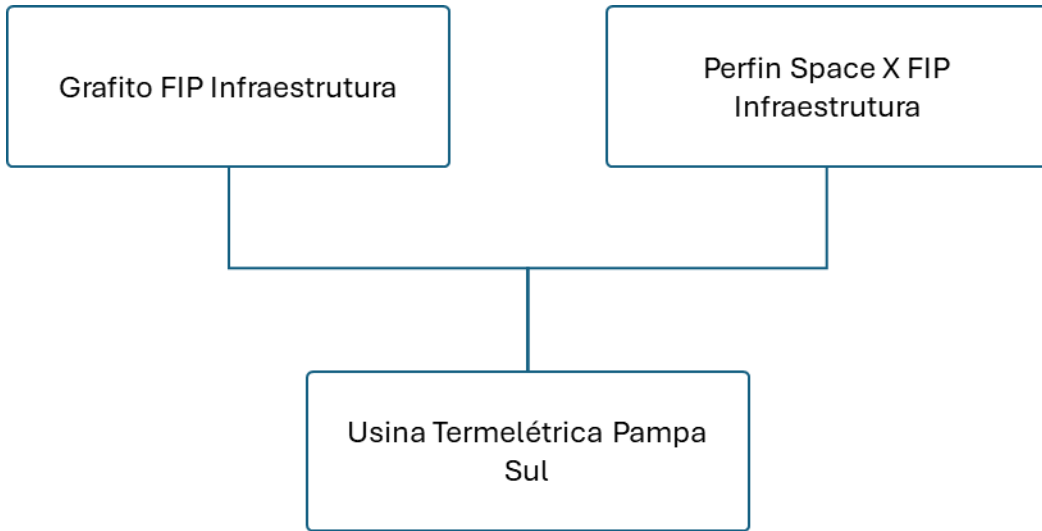 Grafito FIP Infraestrutura
Perfin Space X FIP
Infraestrutura
Usina Termelétrica Pampa
Sul